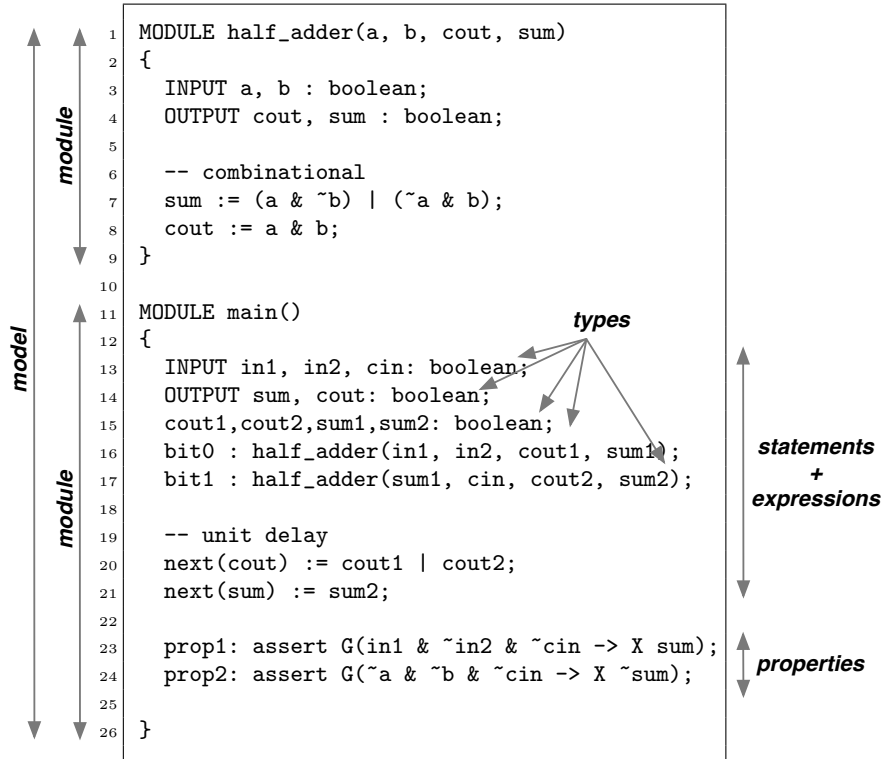 1 MODULE half_adder(a, b, cout, sum)
2 {
3 INPUT a, b : boolean;
4 OUTPUT cout, sum : boolean;
5
6 -- combinational
7 sum := (a & ~b) | (~a & b);
8 cout := a & b;
9 }
10
11 MODULE main()
12 {
13 INPUT in1, in2, cin: boolean;
14 OUTPUT sum, cout: boolean;
15 cout1,cout2,sum1,sum2: boolean;
16 bit0 : half_adder(in1, in2, cout1, sum1);
17 bit1 : half_adder(sum1, cin, cout2, sum2);
18
19 -- unit delay
20 next(cout) := cout1 | cout2;
21 next(sum) := sum2;
22
23 prop1: assert G(in1 & ~in2 & ~cin -> X sum);
24 prop2: assert G(~a & ~b & ~cin -> X ~sum);
25
26 }
model
module
module
types
statements
+
expressions
properties